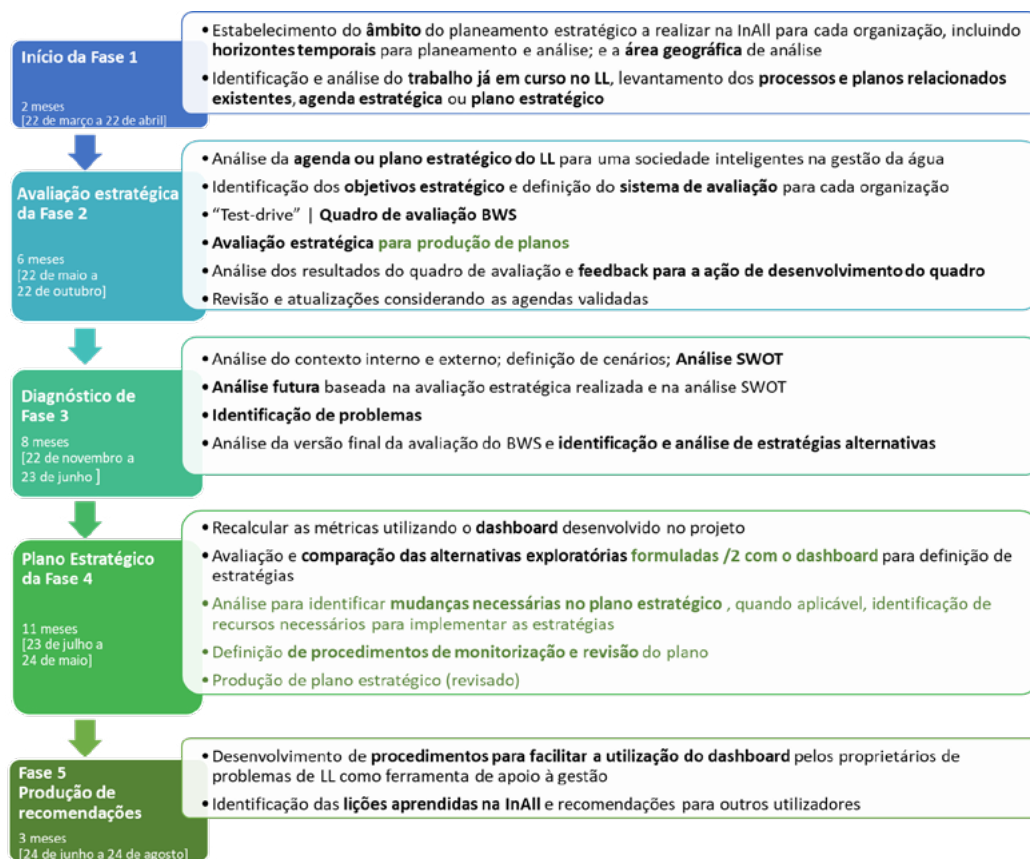 Início da Fase 1
2 meses
[22 de março a 22 de abril]
• Estabelecimento do âmbito do planeamento estratégico a realizar na InAll para cada organização, incluindo
horizontes temporais para planeamento e análise; e a área geográfica de análise
• Identificação e análise do trabalho já em curso no LL, levantamento dos processos e planos relacionados
existentes, agenda estratégica ou plano estratégico
Avaliação estratégica
da Fase 2
6 meses
[22 de maio a
22 de outubro]
• Análise da agenda ou plano estratégico do LL para uma sociedade inteligentes na gestão da água
• Identificação dos objetivos estratégico e definição do sistema de avaliação para cada organização
• “Test-drive” | Quadro de avaliação BWS
• Avaliação estratégica para produção de planos
• Análise dos resultados do quadro de avaliação e feedback para a ação de desenvolvimento do quadro
• Revisão e atualizações considerando as agendas validadas
Diagnóstico de
Fase 3
8 meses
[22 de novembro a
23 de junho ]
• Análise do contexto interno e externo; definição de cenários; Análise SWOT
• Análise futura baseada na avaliação estratégica realizada e na análise SWOT
• Identificação de problemas
• Análise da versão final da avaliação do BWS e identificação e análise de estratégias alternativas
Plano Estratégico
da Fase 4
11 meses
[23 de julho a
24 de maio]
• Recalcular as métricas utilizando o dashboard desenvolvido no projeto
• Avaliação e comparação das alternativas exploratórias formuladas /2 com o dashboard para definição de
estratégias
• Análise para identificar mudanças necessárias no plano estratégico , quando aplicável, identificação de
recursos necessários para implementar as estratégias
• Definição de procedimentos de monitorização e revisão do plano
• Produção de plano estratégico (revisado)
Fase 5
Produção de
recomendações
3 meses
[24 de junho a 24 de agosto]
• Desenvolvimento de procedimentos para facilitar a utilização do dashboard pelos proprietários de
problemas de LL como ferramenta de apoio à gestão
• Identificação das lições aprendidas na InAll e recomendações para outros utilizadores